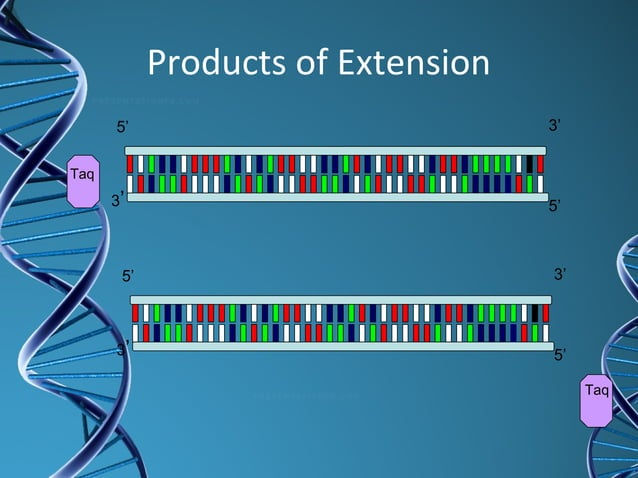 Products of Extension
5’
3’
Taq
3’
5’
5’
3’
3’
5’
Taq